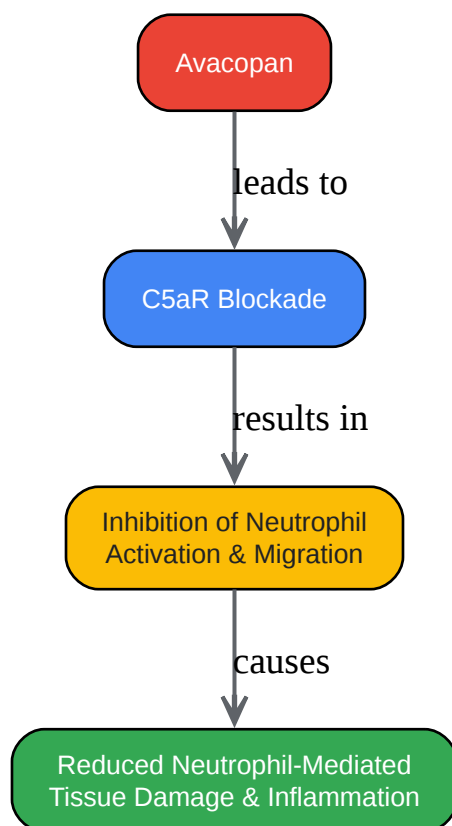 Avacopan
leads to
C5aR Blockade
results in
Inhibition of Neutrophil
Activation & Migration
causes
Reduced Neutrophil-Mediated
Tissue Damage & Inflammation